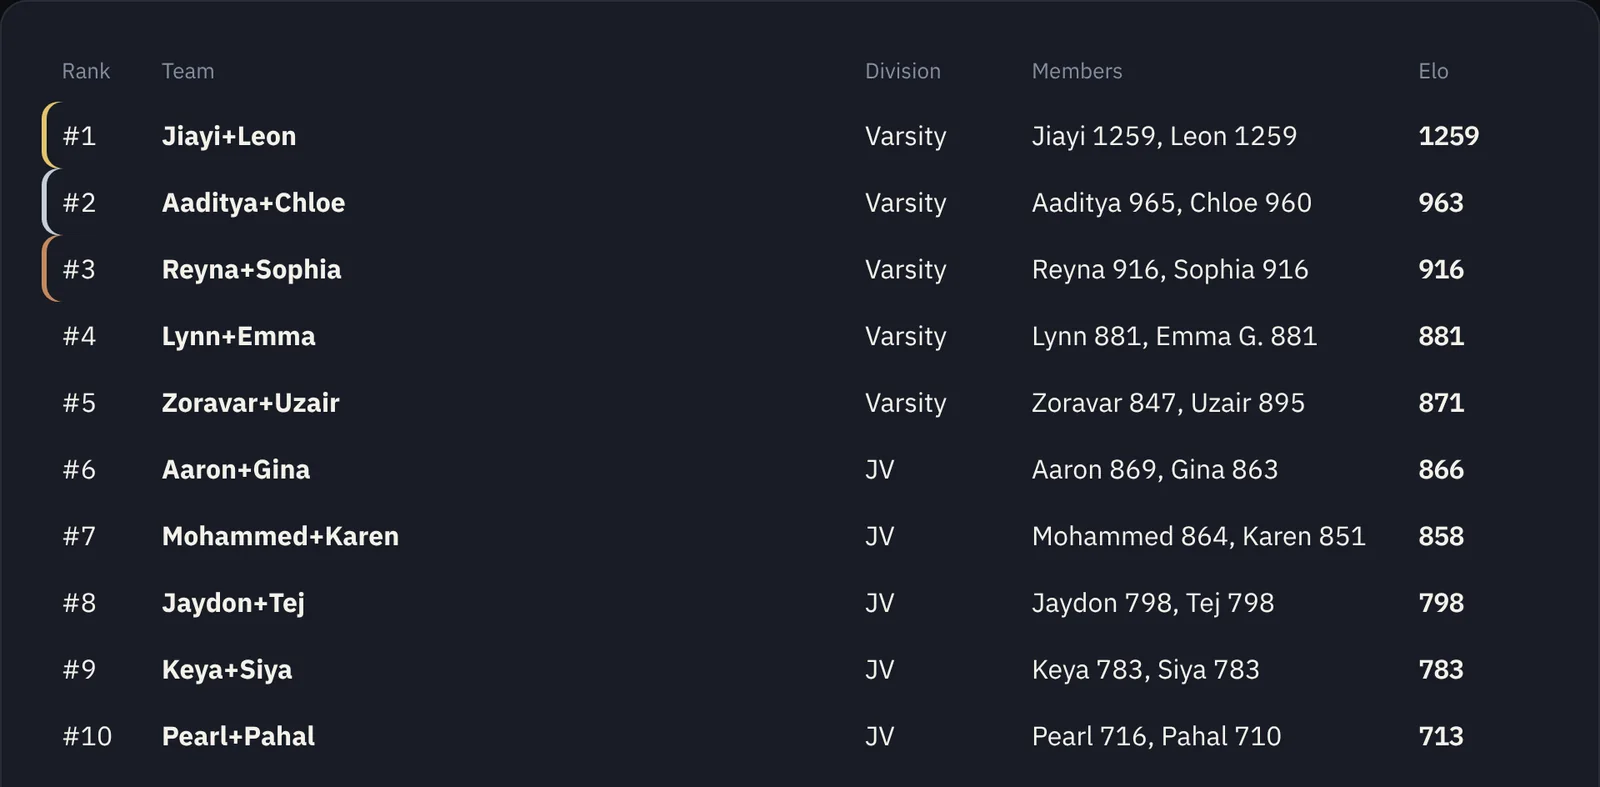 Rank Team Division Members Elo
#1 Jiayi+Leon Varsity Jiayi 1259, Leon 1259 1259
#2 Aaditya+Chloe Varsity Aaditya 965, Chloe 960 963
#3 Reyna+Sophia Varsity Reyna 916, Sophia 916 916
#4 Lynn+Emma Varsity Lynn 881, Emma G. 881 881
#5 Zoravar+Uzair Varsity Zoravar 847, Uzair 895 871
#6 Aaron+Gina JV Aaron 869, Gina 863 866
#7 Mohammed+Karen JV Mohammed 864, Karen 851 858
#8 Jaydon+Tej JV Jaydon 798, Tej 798 798
#9 Keya+Siya JV Keya 783, Siya 783 783
#10 Pearl+Pahal JV Pearl 716, Pahal 710 713